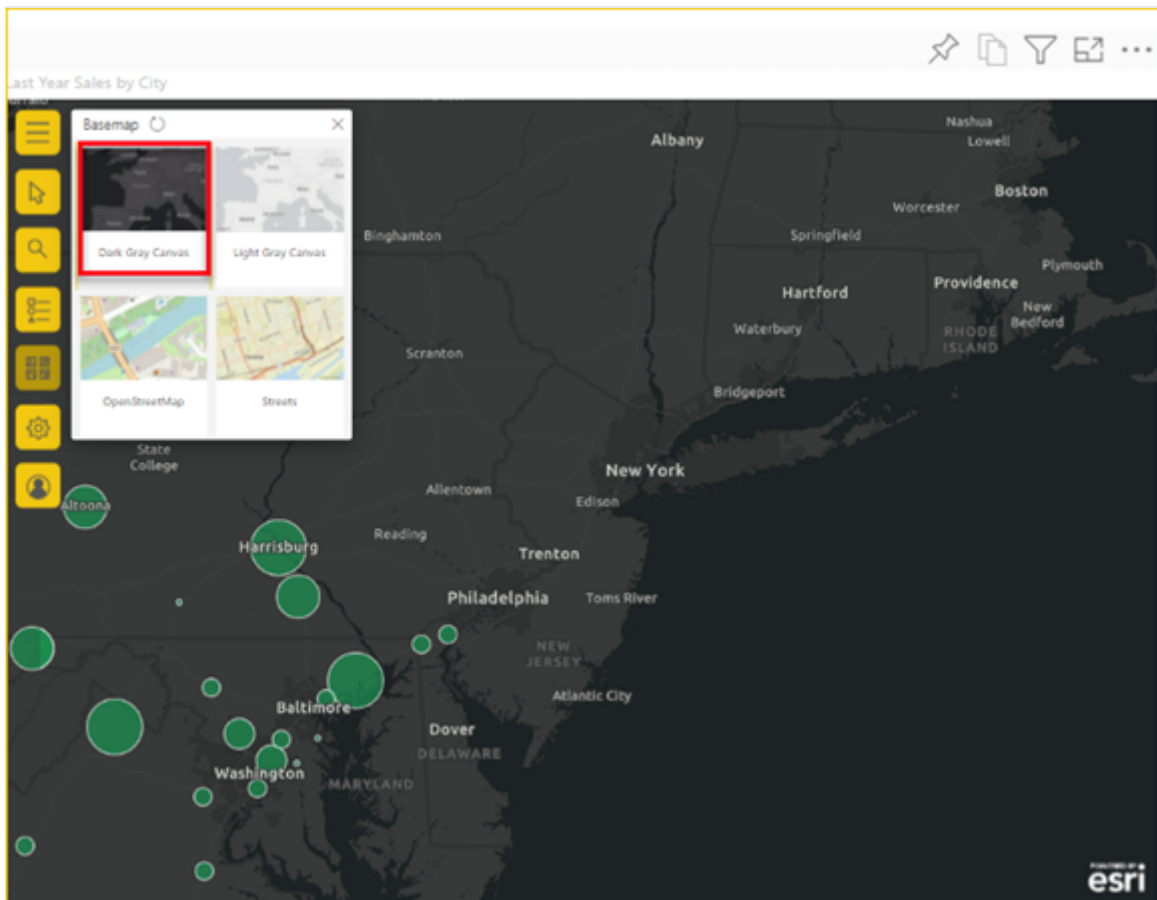 Last Year Sales by City
Basemap
Dark Gray Canvas
Light Gray Canvas
OpenStreetMap
Streets
Albany
Nashua
Lowell
Boston
Worcester
Binghamton
Springfield
Plymouth
Providence
Hartford
New
Bedford
Waterbury
RHODE
ISLAND
Scranton
Bridgeport
State
College
New York
Allentown
Edison
Altoona
Reading
Harrisburg
Trenton
Philadelphia
Toms River
NEW
JERSEY
Atlantic City
Baltimore
Dover
DELAWARE
Washington
MARYLAND
POWERED BY
esri